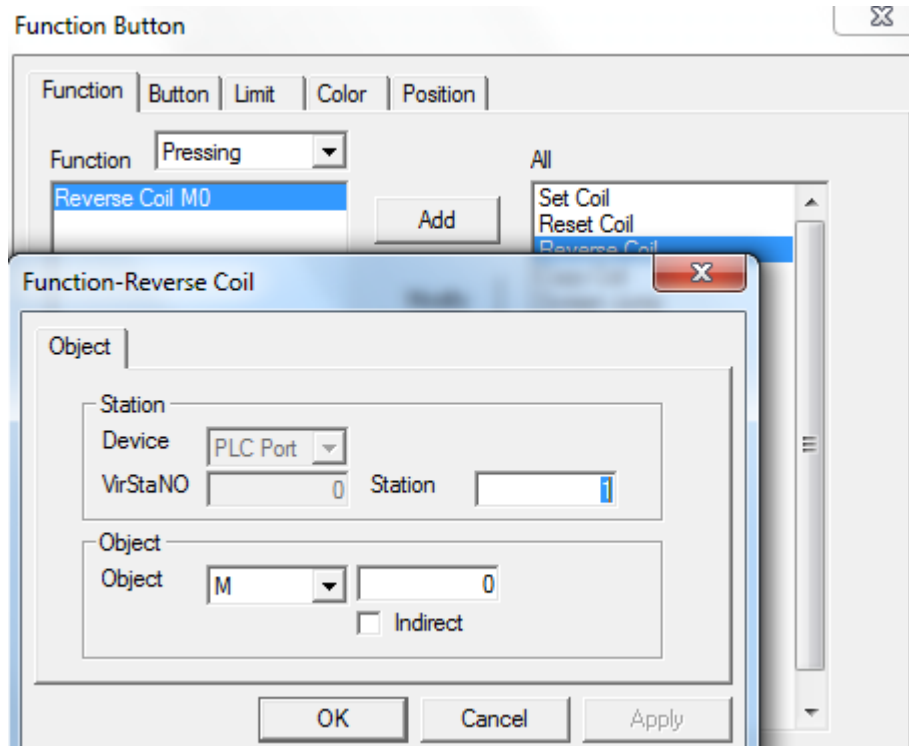 Function Button
Function Button Limit Color Position
Function Pressing All
Reverse Coil M0
Add
Set Coil
Reset Coil
Reverse Coil
Function-Reverse Coil
Object
Station
Device PLC Port
VirStaNO 0 Station 1
Object
Object M 0
Indirect
OK Cancel Apply